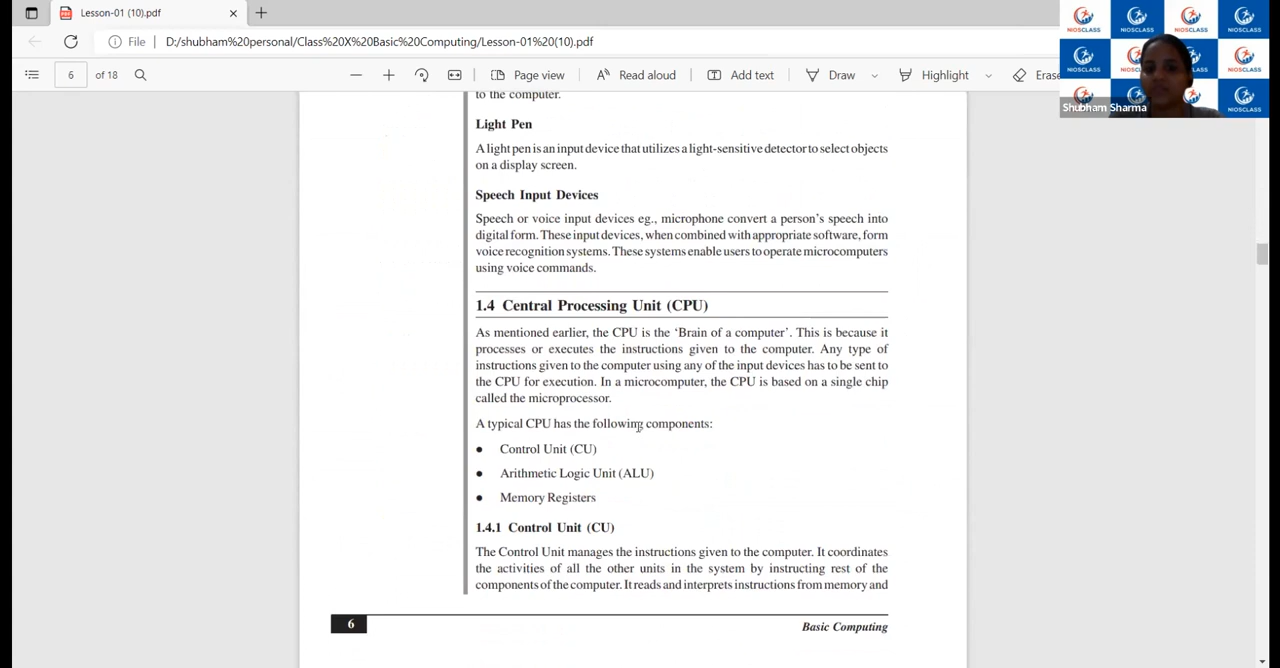 Lesson-01 (10).pdf
File D:/shubham%20personal/Class%20X%20Basic%20Computing/Lesson-01%20(10).pdf
6 of 18 Page view Read aloud Add text Draw Highlight Erase
NIOSCLASS NIOSCLASS NIOSCLASS NIOSCLASS
NIOSCLASS NIOSCLASS
NIOSCLASS
Shubham Sharma
to the computer.
Light Pen
A light pen is an input device that utilizes a light-sensitive detector to select objects
on a display screen.
Speech Input Devices
Speech or voice input devices eg., microphone convert a person's speech into
digital form. These input devices, when combined with appropriate software, form
voice recognition systems. These systems enable users to operate microcomputers
using voice commands.
1.4 Central Processing Unit (CPU)
As mentioned earlier, the CPU is the 'Brain of a computer'. This is because it
processes or executes the instructions given to the computer. Any type of
instructions given to the computer using any of the input devices has to be sent to
the CPU for execution. In a microcomputer, the CPU is based on a single chip
called the microprocessor.
A typical CPU has the following components:
● Control Unit (CU)
● Arithmetic Logic Unit (ALU)
● Memory Registers
1.4.1 Control Unit (CU)
The Control Unit manages the instructions given to the computer. It coordinates
the activities of all the other units in the system by instructing rest of the
components of the computer. It reads and interprets instructions from memory and
6
Basic Computing